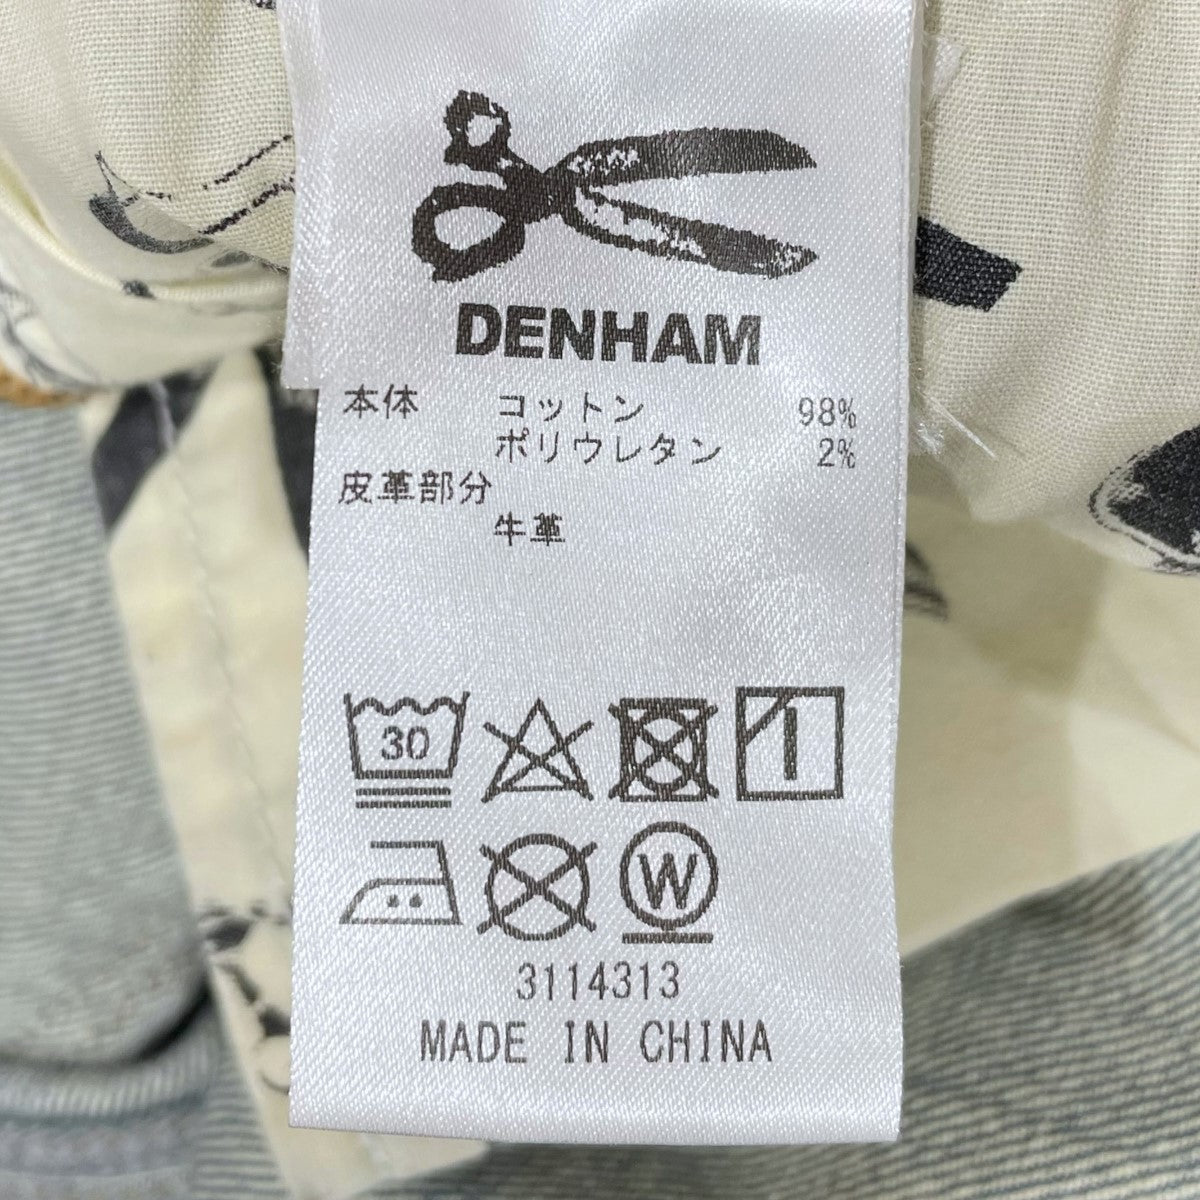 DENHAM
本体 コットン 98%
ポリウレタン 2%
皮革部分
牛革
30
W
3114313
MADE IN CHINA